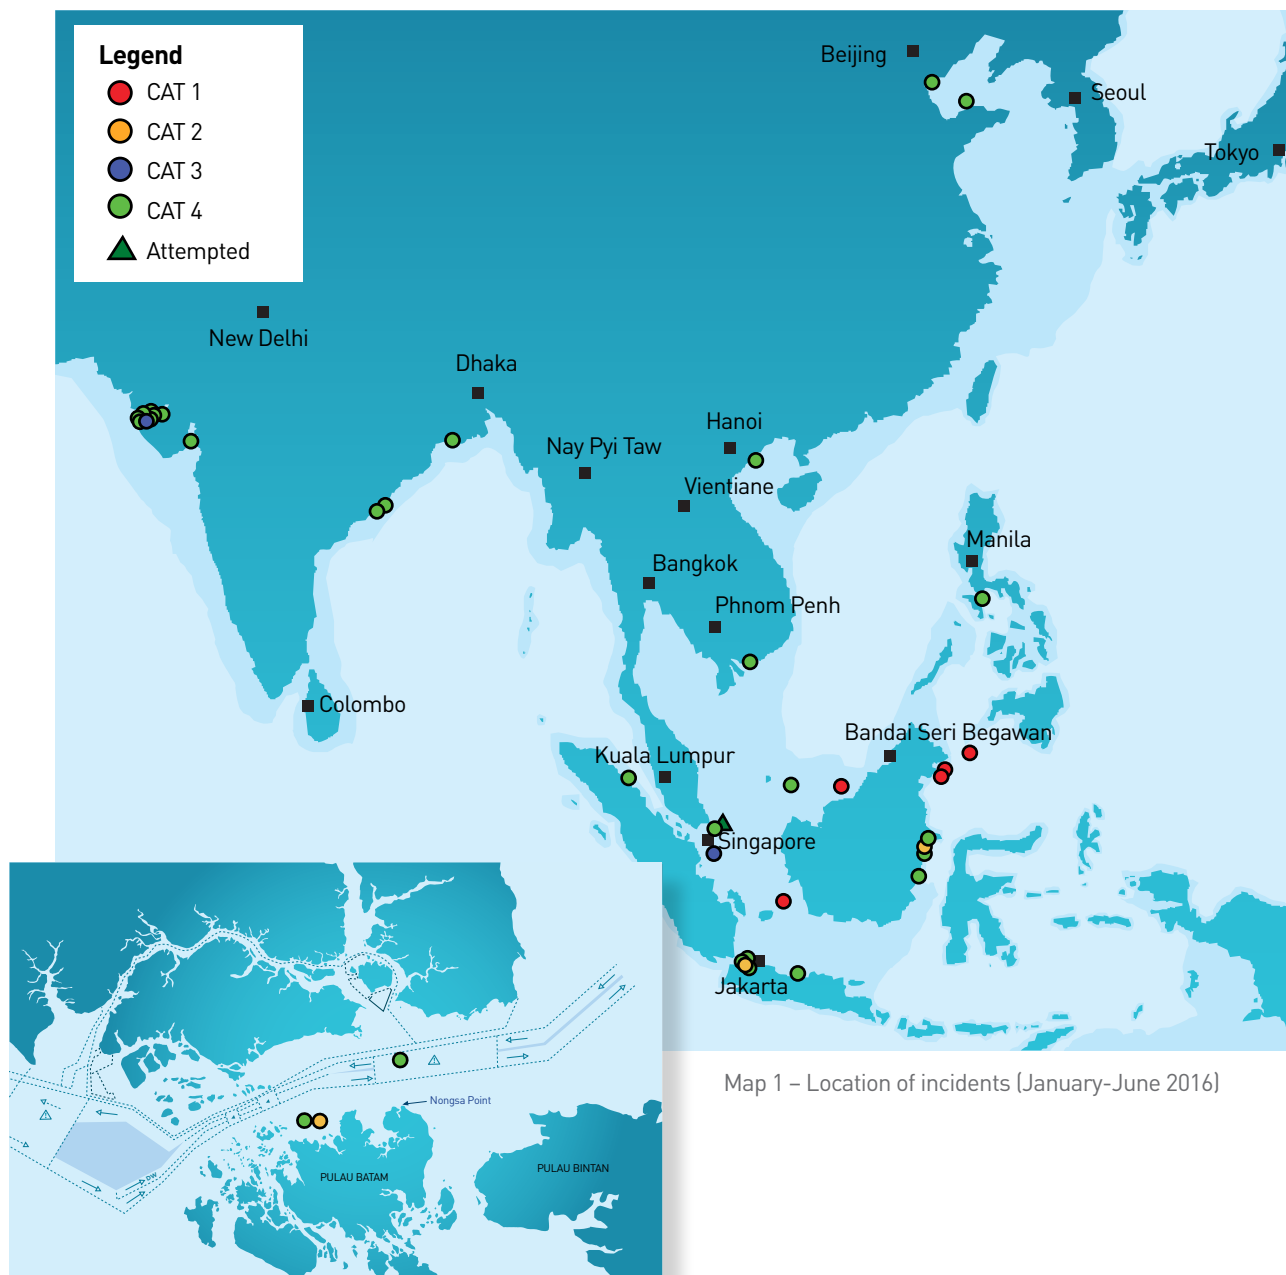 Legend
CAT 1
CAT 2
CAT 3
CAT 4
Attempted
Beijing
Seoul
Tokyo
New Delhi
Dhaka
Hanoi
Nay Pyi Taw
Vientiane
Manila
Bangkok
Phnom Penh
Colombo
Bandai Seri Begawan
Kuala Lumpur
Singapore
Jakarta
Nongsa Point
PULAU BATAM
PULAU BINTAN
Map 1 – Location of incidents (January-June 2016)